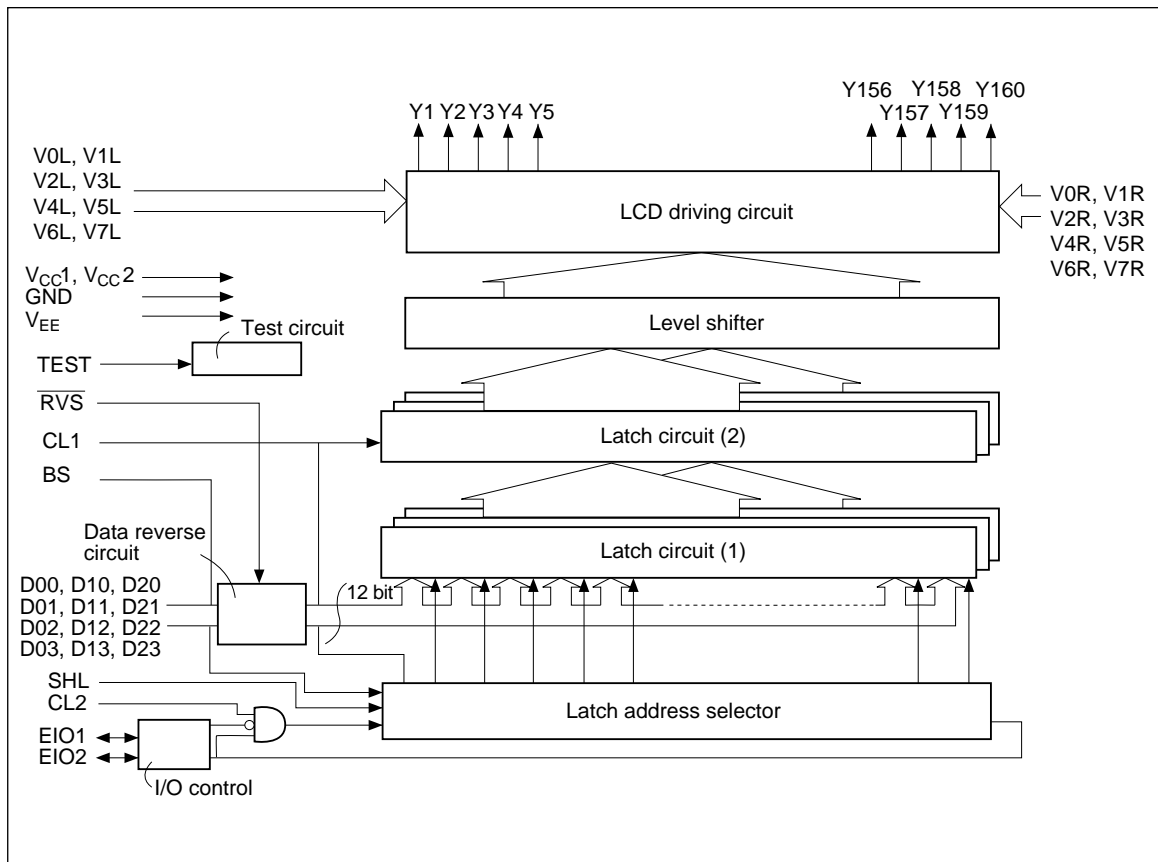 Y1 Y2 Y3 Y4 Y5
Y156 Y158 Y160
Y157 Y159
V0L, V1L
V2L, V3L
V4L, V5L
V6L, V7L
LCD driving circuit
V0R, V1R
V2R, V3R
V4R, V5R
V6R, V7R
VCC1, VCC2
GND
VEE
Level shifter
Test circuit
TEST
RVS
CL1
Latch circuit (2)
BS
Data reverse
circuit
Latch circuit (1)
D00, D10, D20
D01, D11, D21
D02, D12, D22
D03, D13, D23
12 bit
SHL
CL2
Latch address selector
EIO1
EIO2
I/O control